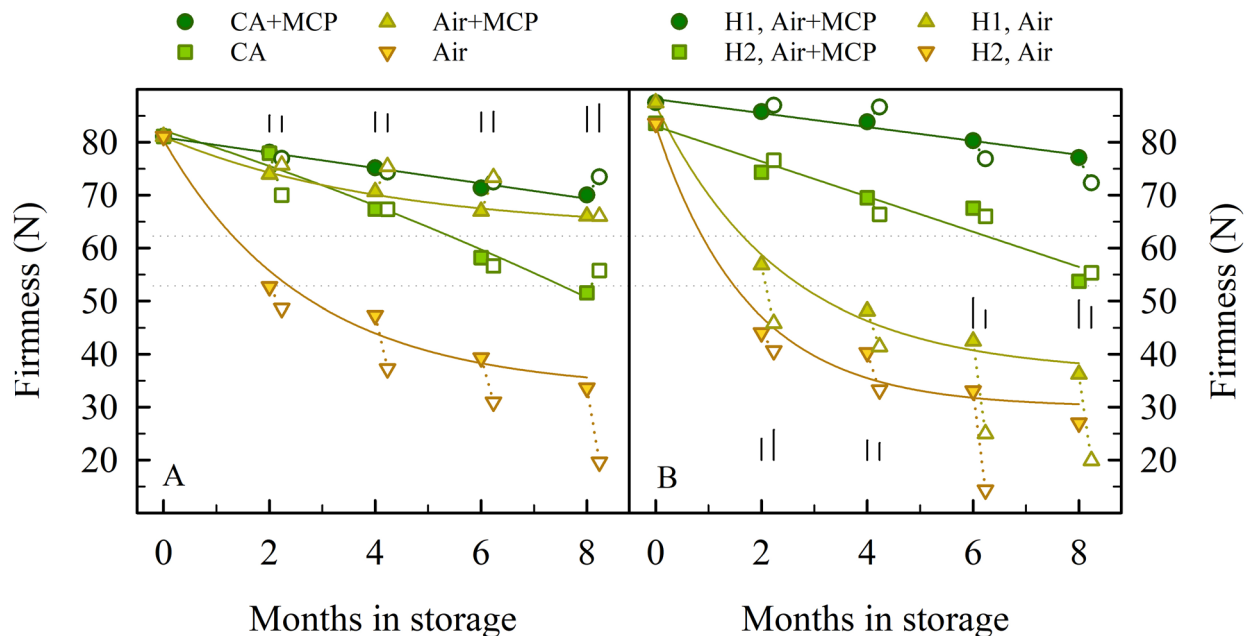 CA+MCP Air+MCP H1, Air+MCP H1, Air
CA Air H2, Air+MCP H2, Air
80 80
70 70
60 60
50 50
40 40
30 30
20 20
Firmness (N) Firmness (N)
A B
0 2 4 6 8 0 2 4 6 8
Months in storage Months in storage